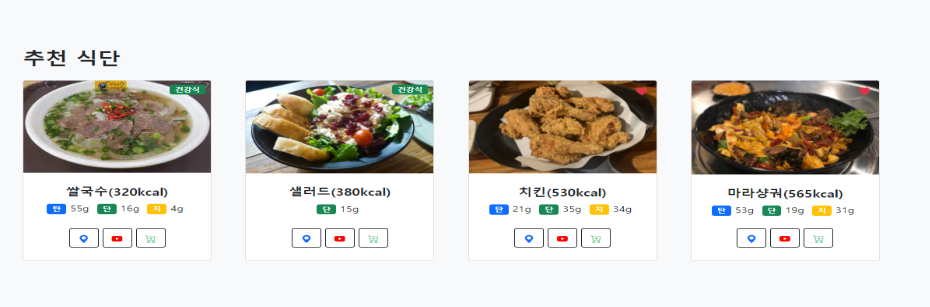 추천 식단
건강식
건강식
쌀국수(320kcal)
탄 55g 단 16g 지 4g
샐러드(380kcal)
단 15g
치킨(530kcal)
탄 21g 단 35g 지 34g
마라샹궈(565kcal)
탄 53g 단 19g 지 31g